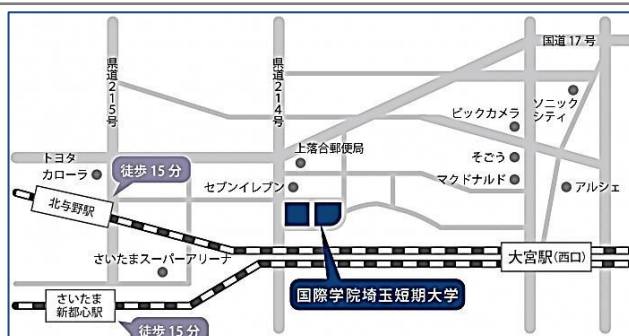 国道17号
県道215号
県道214号
ソニック
シティ
ビックカメラ
上落合郵便局
そごう
トヨタ
カローラ
徒歩15分
セブンイレブン
マクドナルド
アルシェ
北与野駅
さいたまスーパーアリーナ
大宮駅(西口)
国際学院埼玉短期大学
さいたま
新都心駅
徒歩15分